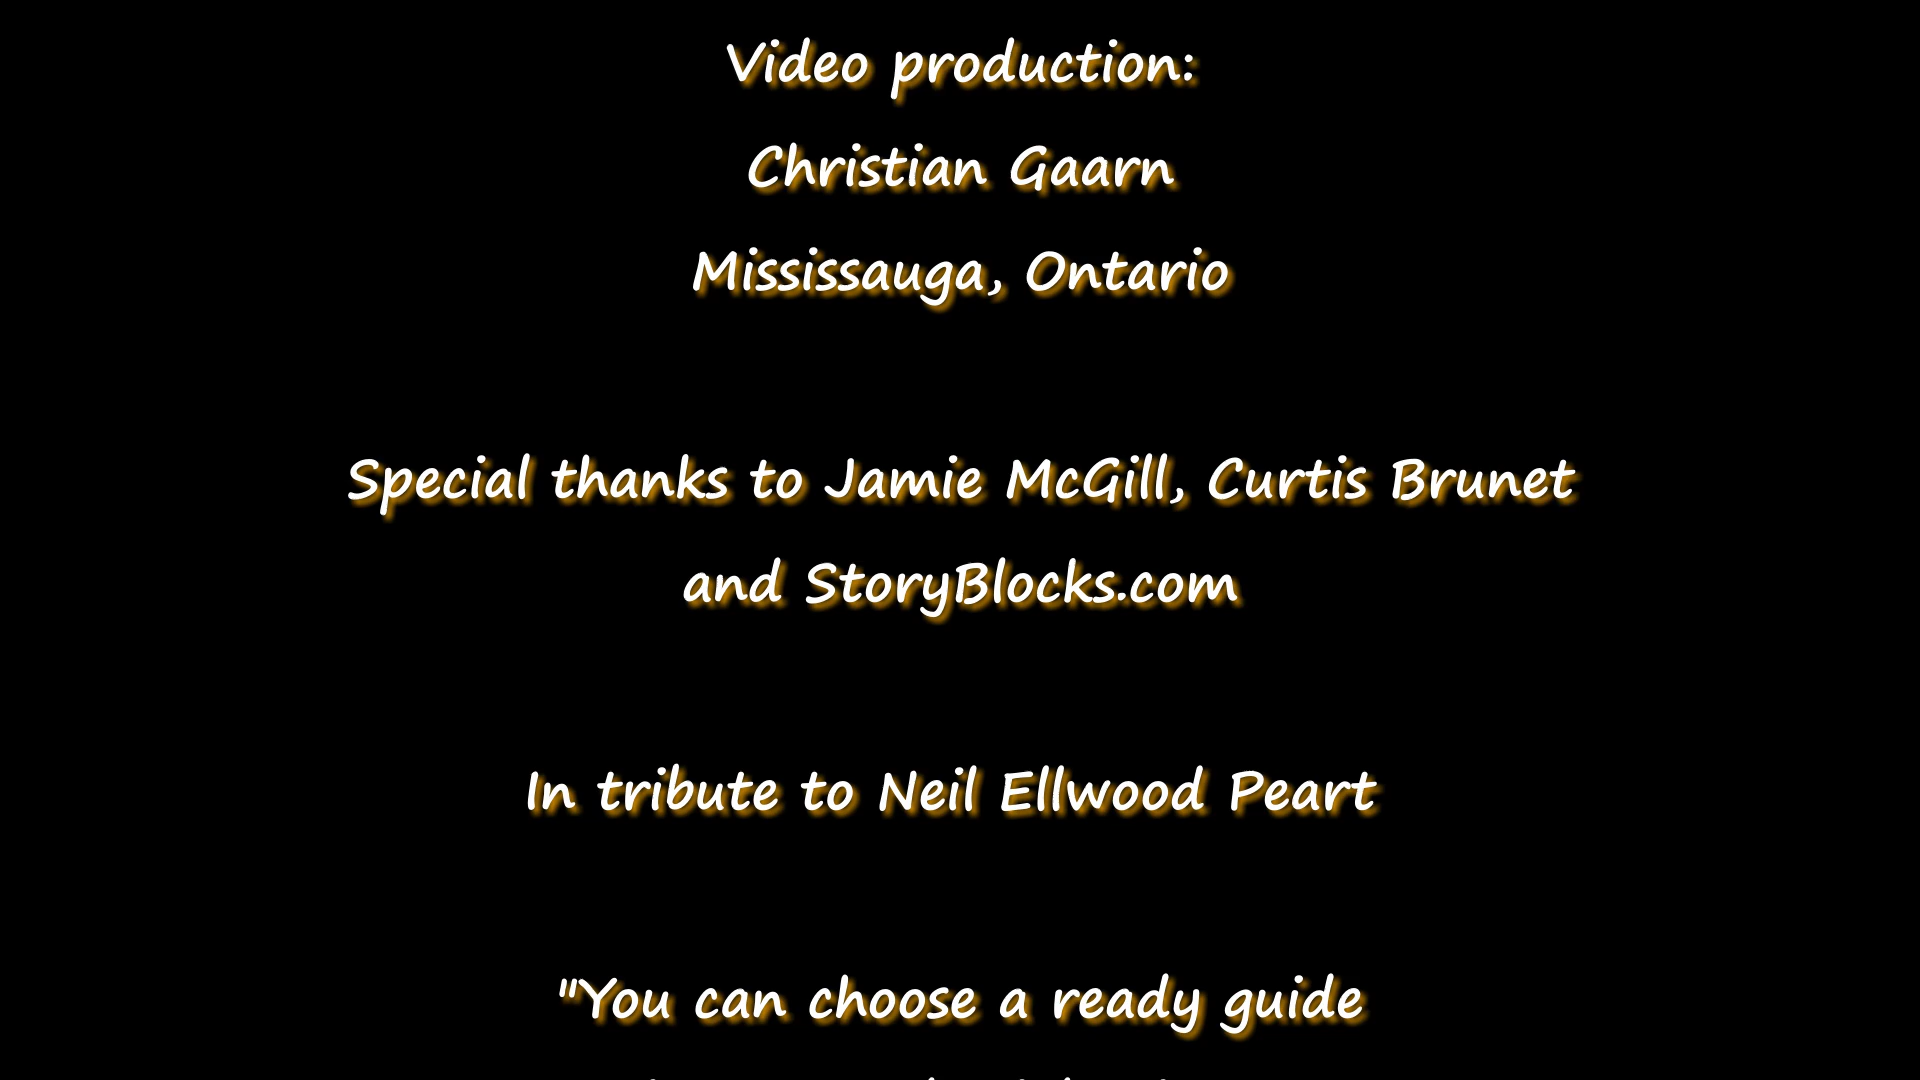 Video production:
Christian Gaarn
Mississauga, Ontario
Special thanks to Jamie McGill, Curtis Brunet
and StoryBlocks.com
In tribute to Neil Ellwood Peart
"You can choose a ready guide